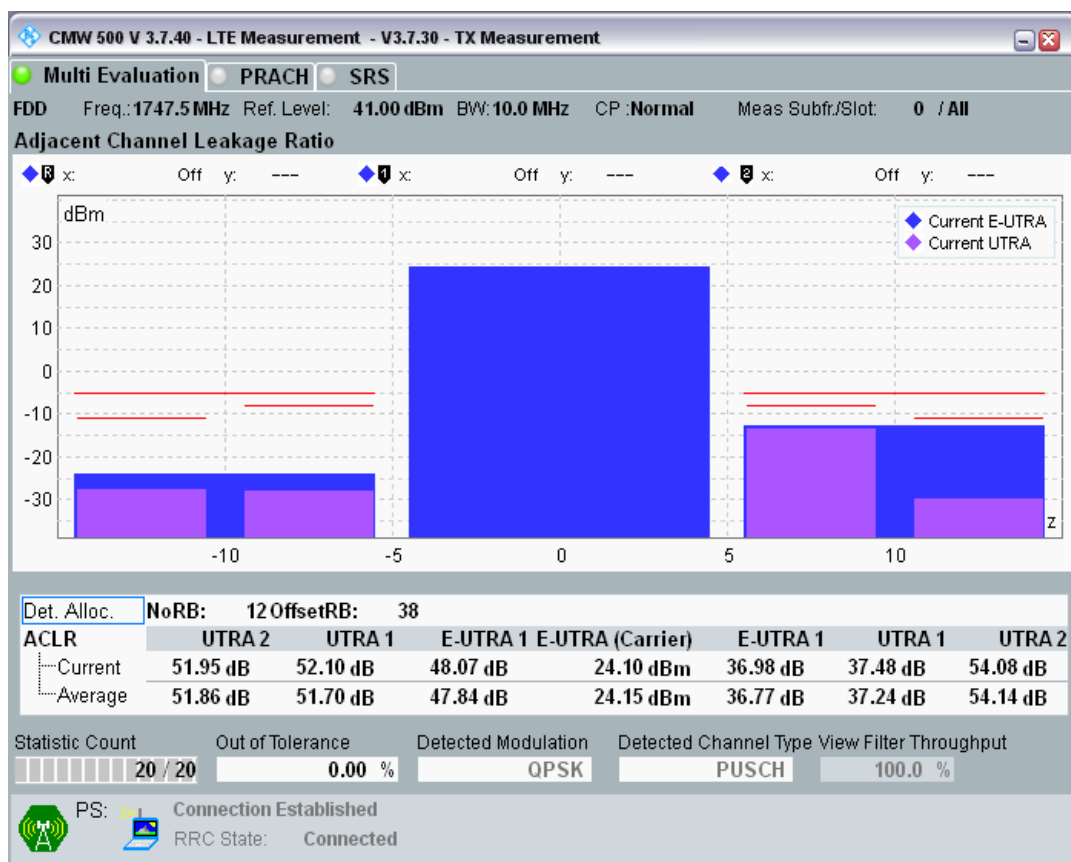 CMW 500 V 3.7.40 - LTE Measurement - V3.7.30 - TX Measurement
Multi Evaluation PRACH SRS
FDD Freq.: 1747.5 MHz Ref. Level: 41.00 dBm BW: 10.0 MHz CP :Normal Meas Subfr./Slot: 0 / All
Adjacent Channel Leakage Ratio
R x: Off y: --- 1 x: Off y: --- 2 x: Off y: ---
dBm
Current E-UTRA
Current UTRA
30
20
10
0
-10
-20
-30
z
-10 -5 0 5 10
Det. Alloc. NoRB: 12 OffsetRB: 38
ACLR UTRA 2 UTRA 1 E-UTRA 1 E-UTRA (Carrier) E-UTRA 1 UTRA 1 UTRA 2
Current 51.95 dB 52.10 dB 48.07 dB 24.10 dBm 36.98 dB 37.48 dB 54.08 dB
Average 51.86 dB 51.70 dB 47.84 dB 24.15 dBm 36.77 dB 37.24 dB 54.14 dB
Statistic Count Out of Tolerance Detected Modulation Detected Channel Type View Filter Throughput
20 / 20 0.00 % QPSK PUSCH 100.0 %
PS: Connection Established
RRC State: Connected